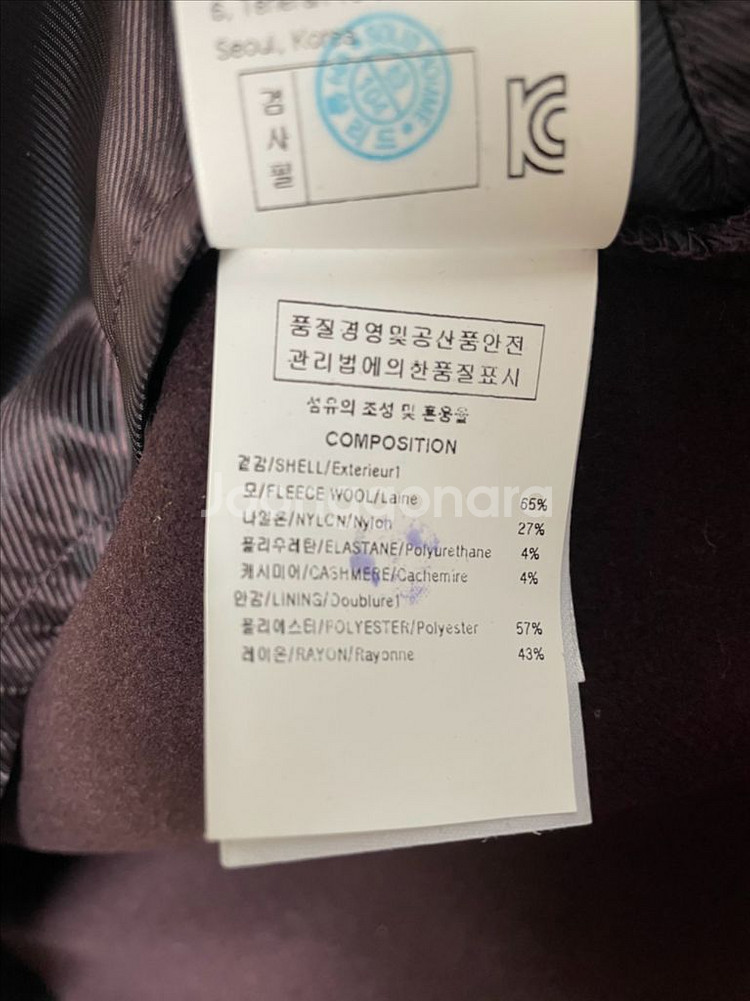 Seoul, Korea
검사필
품질경영및공산품안전
관리법에의한품질표시
섬유의 조성 및 혼용율
COMPOSITION
겉감/SHELL/Exterieur1
모/FLEECE WOOL/Laine 65%
나일론/NYLON/Nylon 27%
폴리우레탄/ELASTANE/Polyurethane 4%
캐시미어/CASHMERE/Cachemire 4%
안감/LINING/Doublure1
폴리에스터/POLYESTER/Polyester 57%
레이온/RAYON/Rayonne 43%
Joonggonara